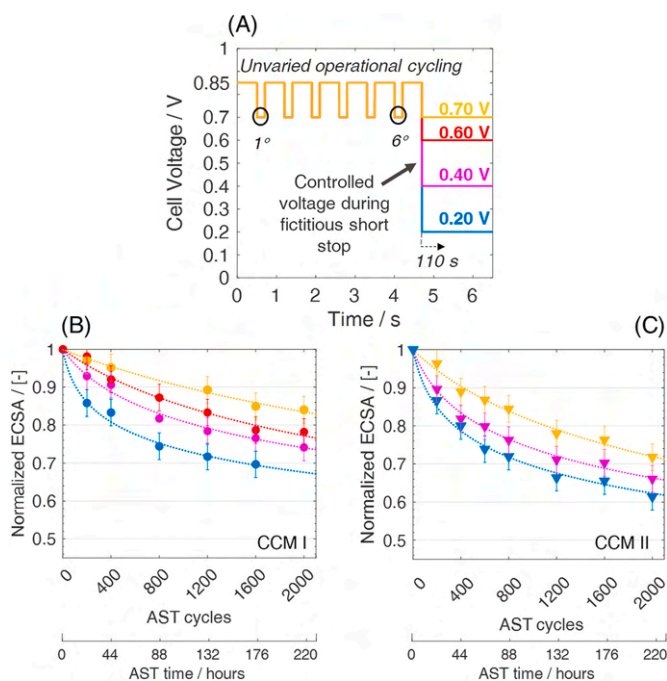 (A)
Unvaried operational cycling
Cell Voltage / V
1
0.85
0.7
0.6
0.5
0.4
0.3
0.2
0.1
0
1º
6º
0.70 V
0.60 V
0.40 V
0.20 V
Controlled
voltage during
fictitious short
stop
110 s
0 1 2 3 4 5 6
Time / s
(B)
Normalized ECSA / [-]
1
0.9
0.8
0.7
0.6
0.5
CCM I
0 400 800 1200 1600 2000
AST cycles
0 44 88 132 176 220
AST time / hours
(C)
Normalized ECSA / [-]
1
0.9
0.8
0.7
0.6
0.5
CCM II
0 400 800 1200 1600 2000
AST cycles
0 44 88 132 176 220
AST time / hours